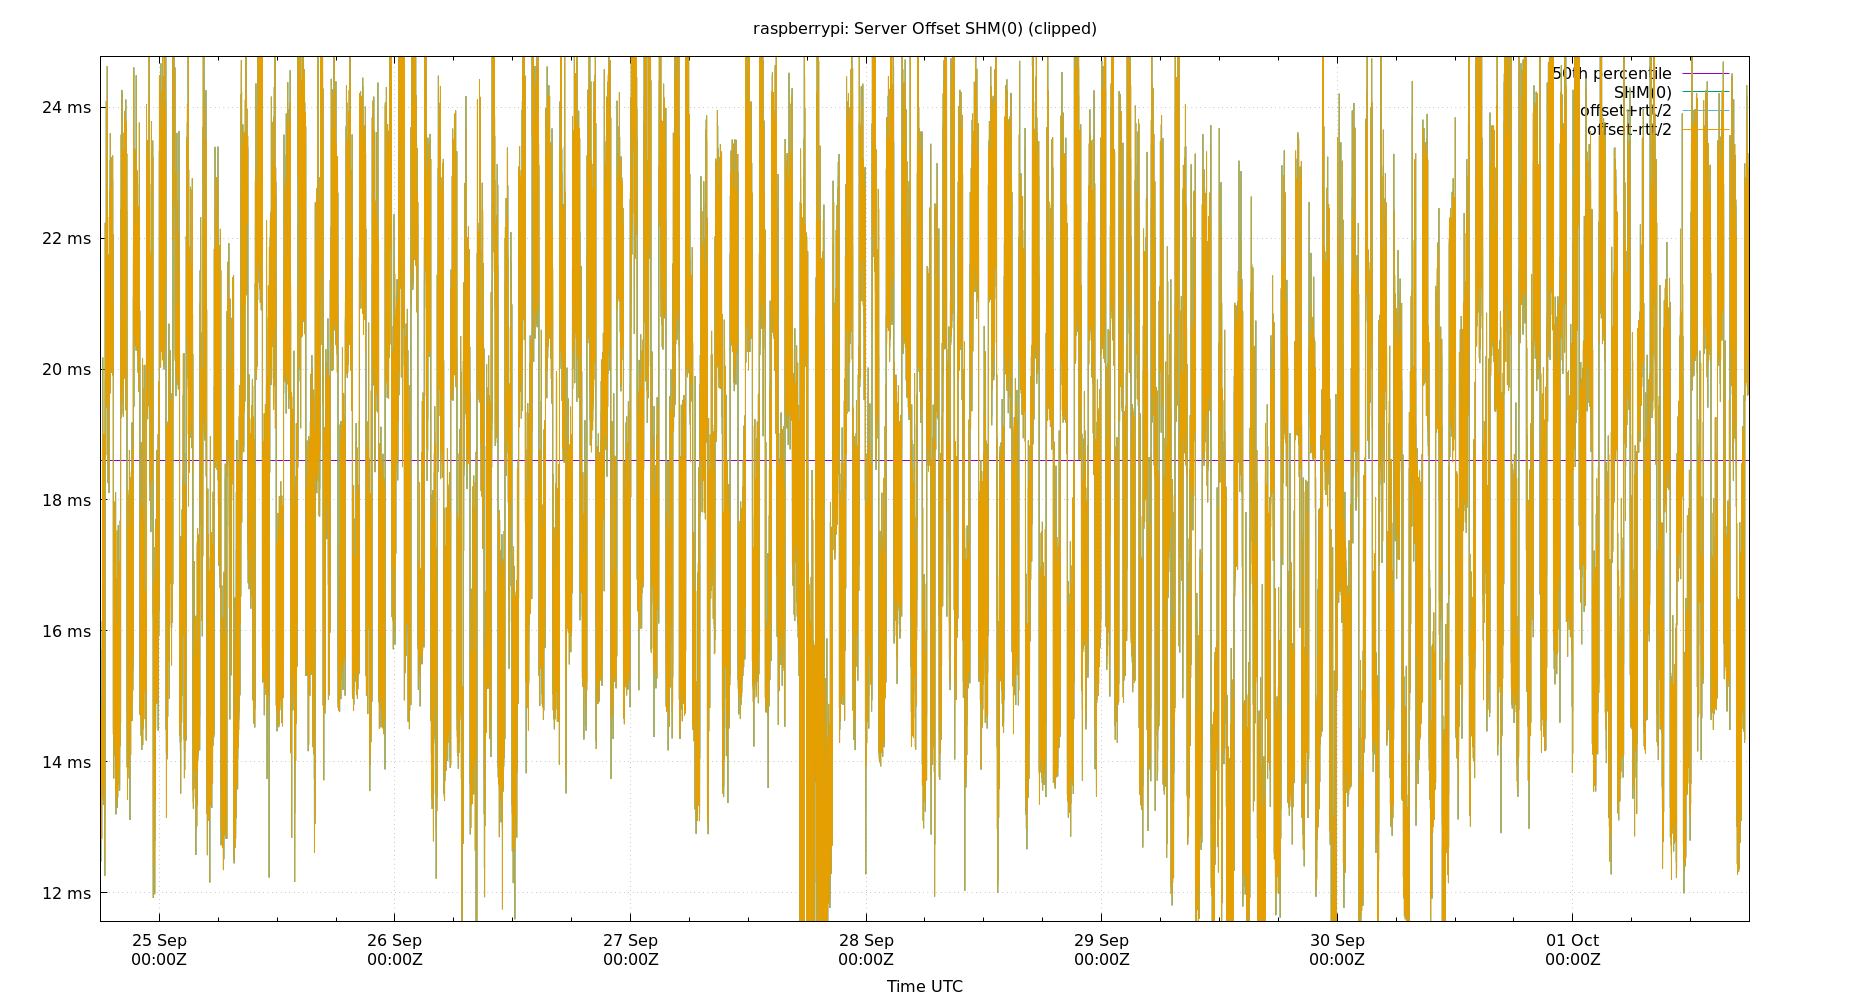 raspberrypi: Server Offset SHM(0) (clipped)
50th percentile
SHM(0)
offset+rtt/2
offset-rtt/2
24 ms
22 ms
20 ms
18 ms
16 ms
14 ms
12 ms
25 Sep 26 Sep 27 Sep 28 Sep 29 Sep 30 Sep 01 Oct
00:00Z 00:00Z 00:00Z 00:00Z 00:00Z 00:00Z 00:00Z
Time UTC